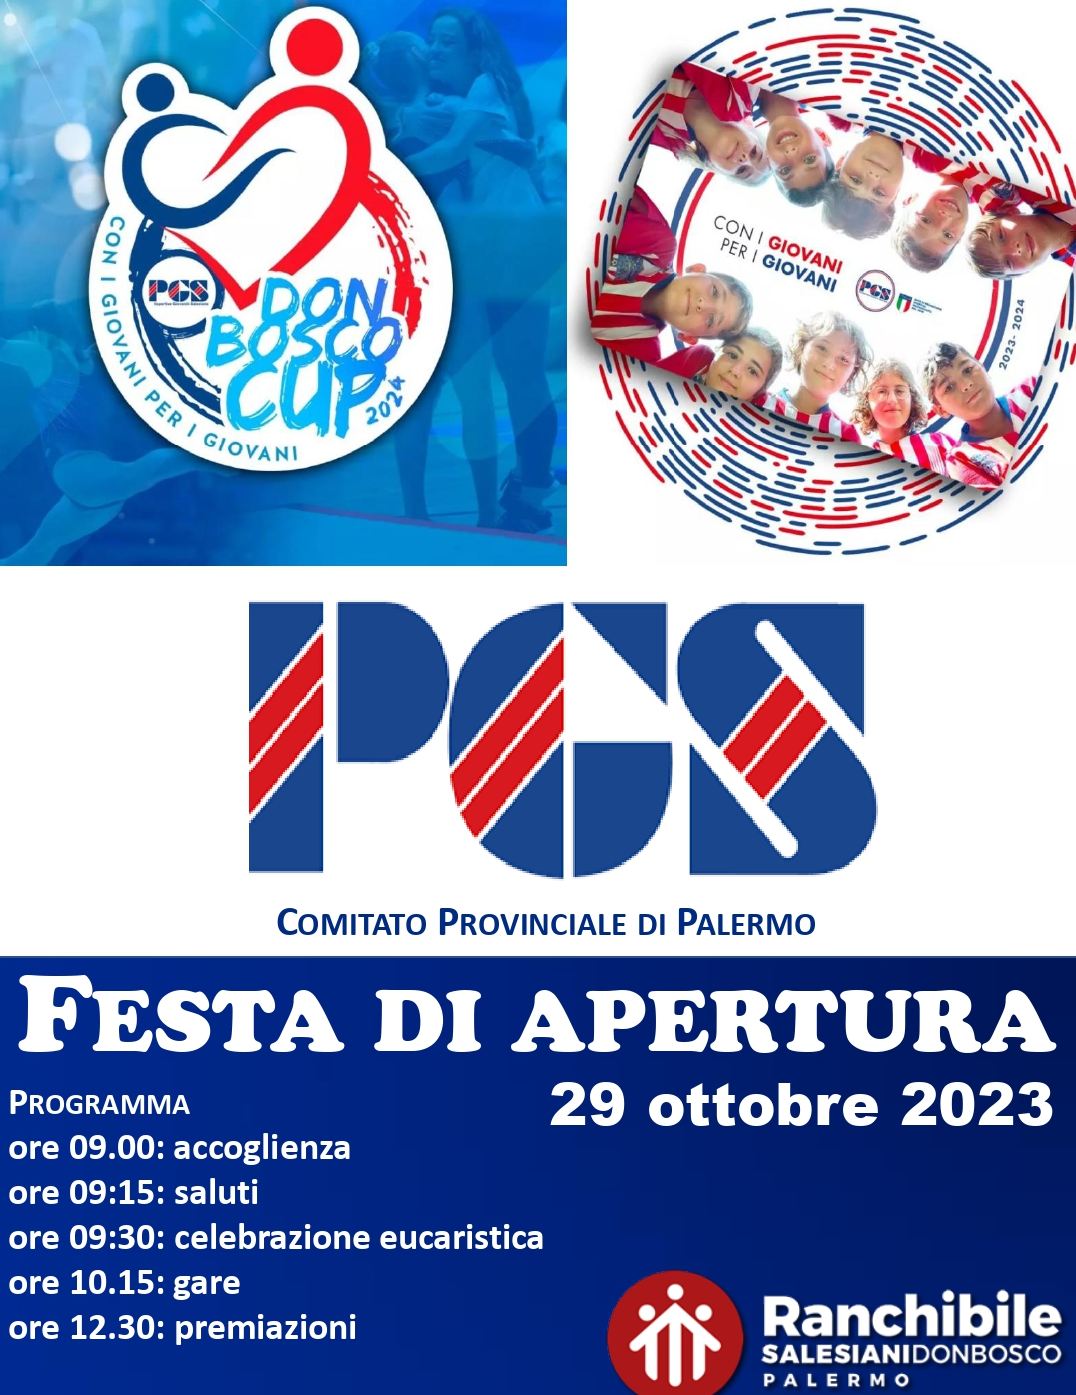 CON I GIOVANI PER I GIOVANI
PGS
DON
BOSCO
CUP
2024
CON I GIOVANI
PER I GIOVANI
PGS
2023-2024
PGS
COMITATO PROVINCIALE DI PALERMO
FESTA DI APERTURA
29 ottobre 2023
PROGRAMMA
ore 09.00: accoglienza
ore 09:15: saluti
ore 09:30: celebrazione eucaristica
ore 10.15: gare
ore 12.30: premiazioni
Ranchibile
SALESIANIDONBOSCO
PALERMO